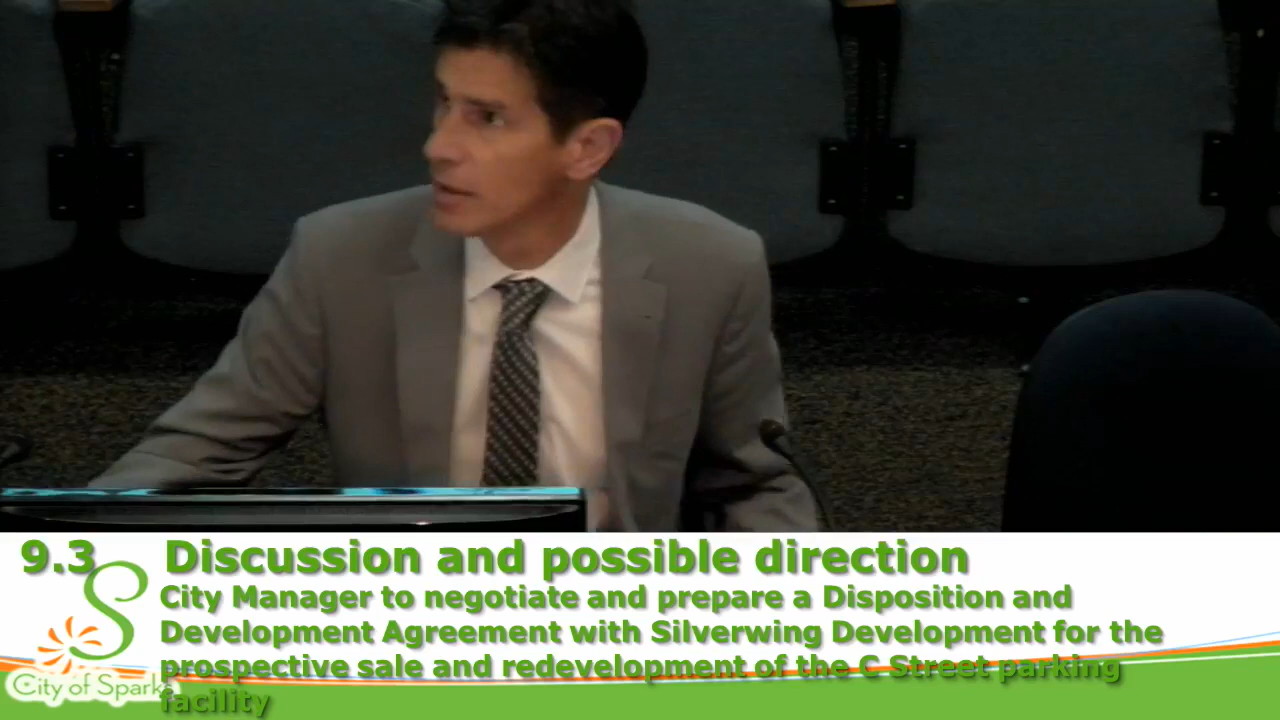 9.3 Discussion and possible direction
City Manager to negotiate and prepare a Disposition and
Development Agreement with Silverwing Development for the
prospective sale and redevelopment of the C Street parking
facility
S
City of Sparks